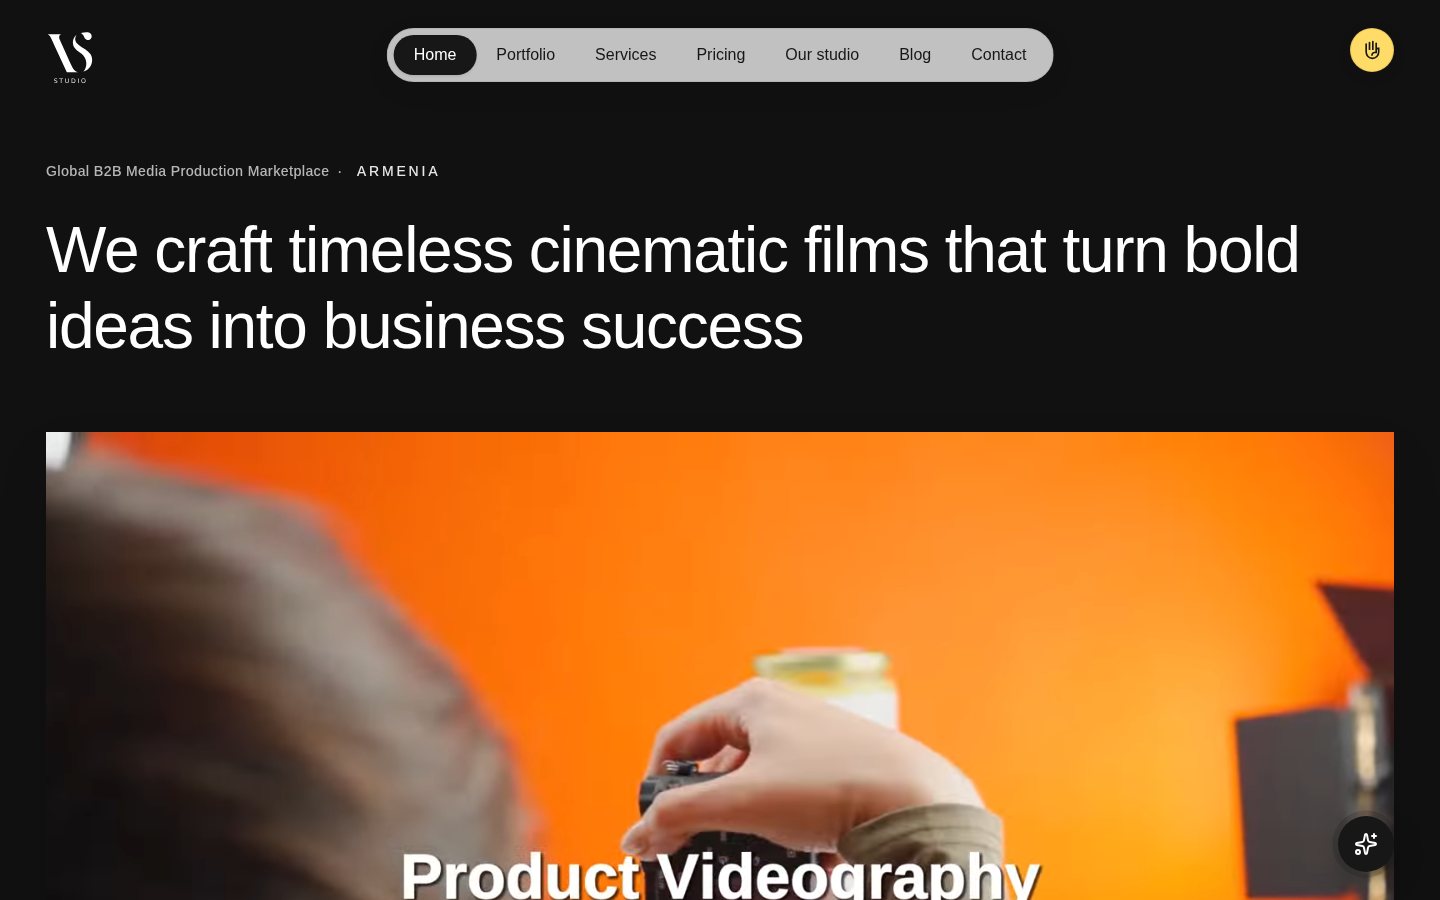 VS
STUDIO
Home Portfolio Services Pricing Our studio Blog Contact
Global B2B Media Production Marketplace · ARMENIA
We craft timeless cinematic films that turn bold
ideas into business success
Product Videography